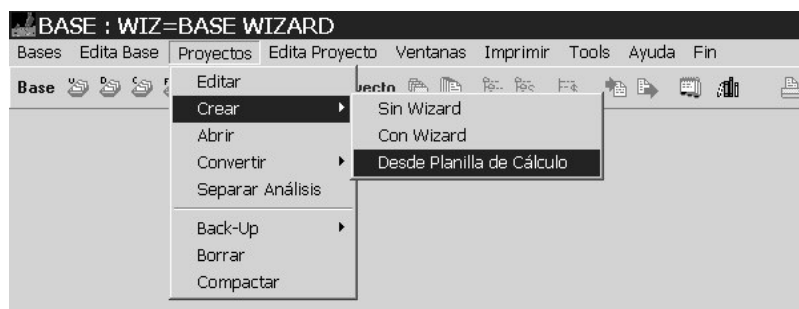 BASE : WIZ=BASE WIZARD
Bases Edita Base Proyectos Edita Proyecto Ventanas Imprimir Tools Ayuda Fin
Base
Editar
Crear
Sin Wizard
Abrir
Con Wizard
Convertir
Desde Planilla de Cálculo
Separar Análisis
Back-Up
Borrar
Compactar